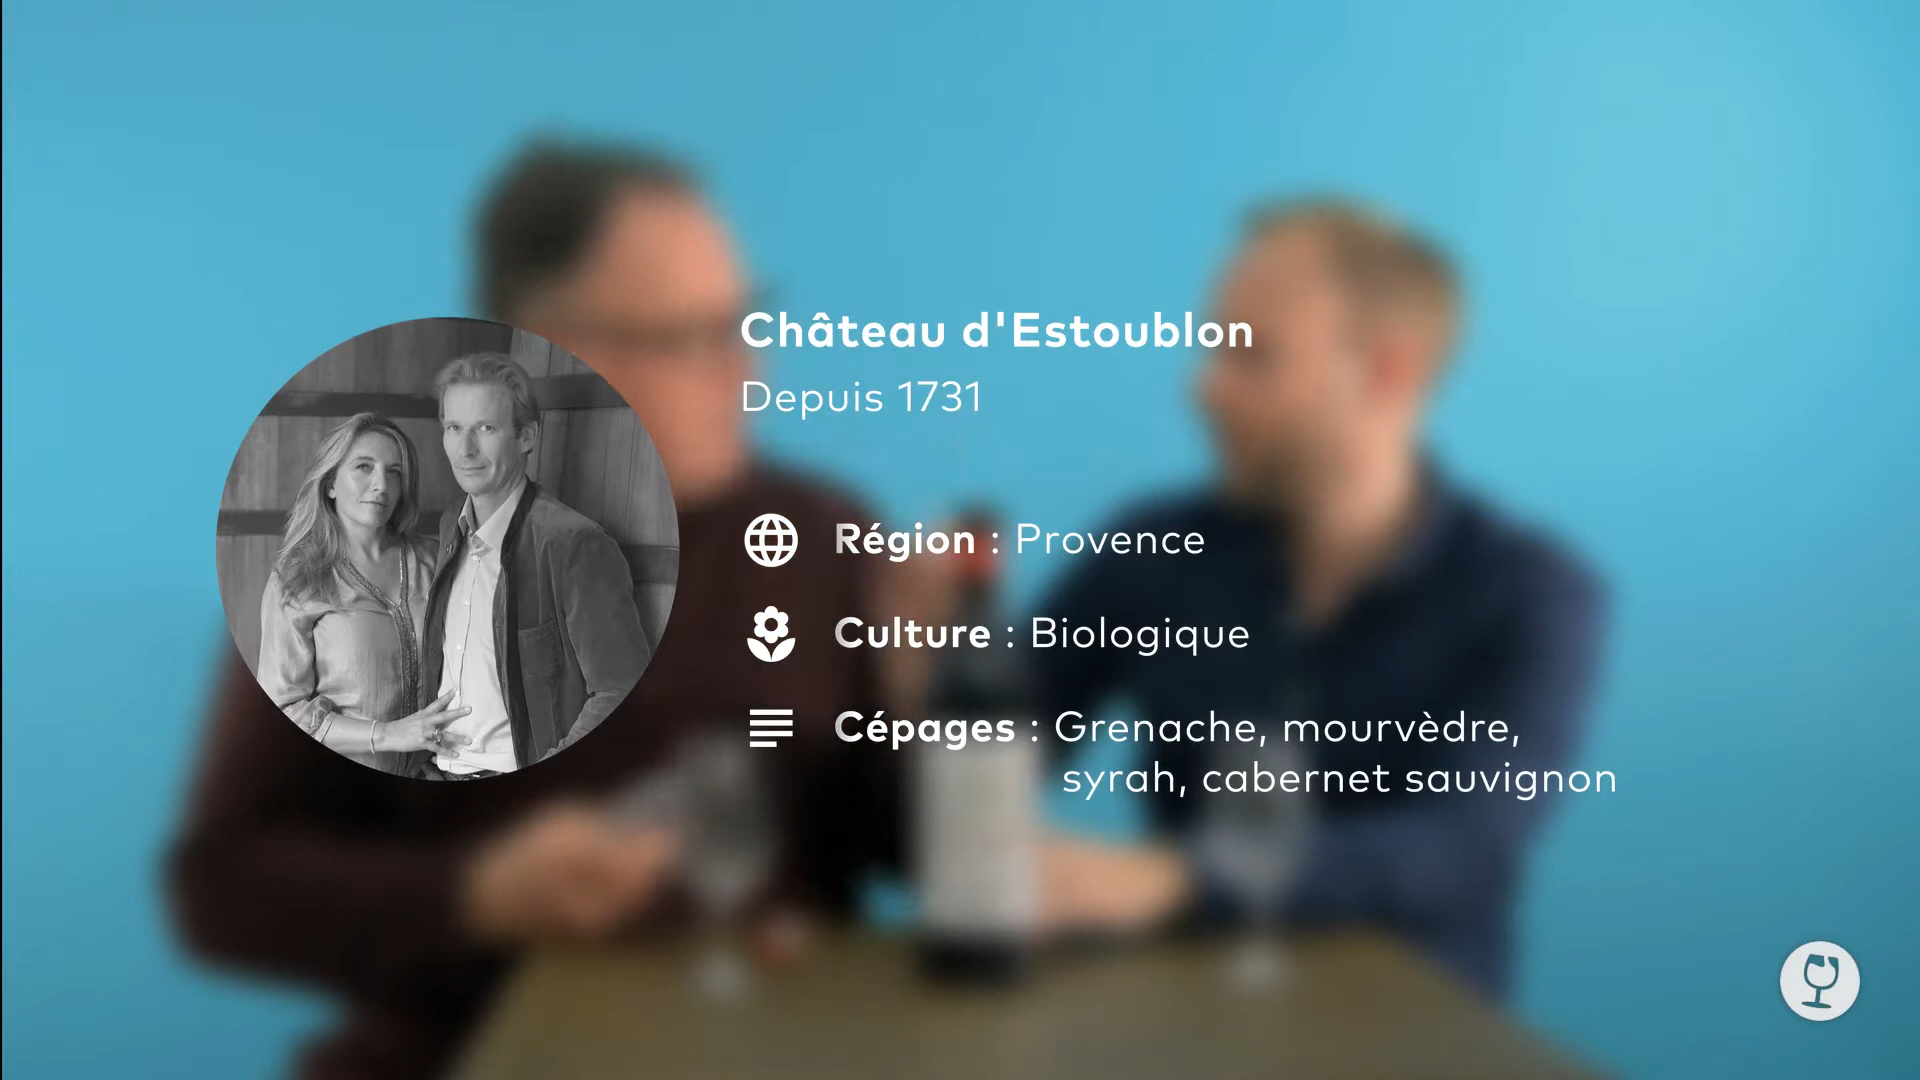 Château d'Estoublon
Depuis 1731
Région : Provence
Culture : Biologique
Cépages : Grenache, mourvèdre,
syrah, cabernet sauvignon